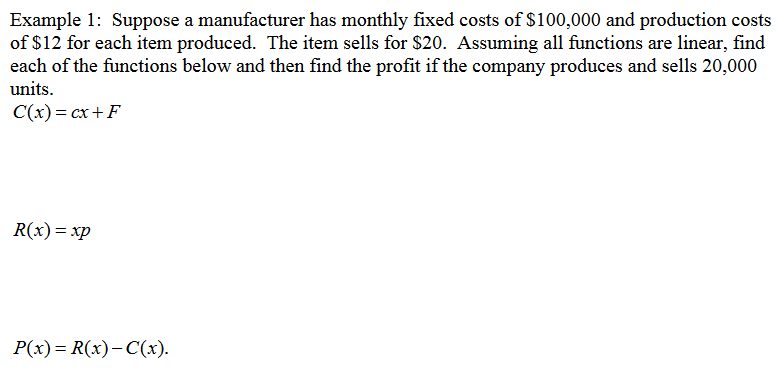 Example 1:  Suppose a manufacturer has monthly fixed costs of $100,000 and production costs
of $12 for each item produced.  The item sells for $20.  Assuming all functions are linear, find
each of the functions below and then find the profit if the company produces and sells 20,000
units.
C(x) = cx + F
R(x) = xp
P(x) = R(x) − C(x).